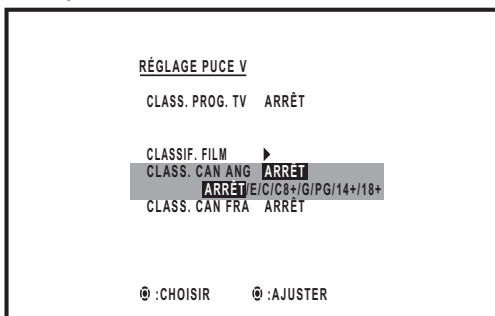 RÉGLAGE PUCE V
CLASS. PROG. TV ARRÊT
CLASSIF. FILM
CLASS. CAN ANG ARRÊT
ARRÊT/E/C/C8+/G/PG/14+/18+
CLASS. CAN FRA ARRÊT
:CHOISIR :AJUSTER